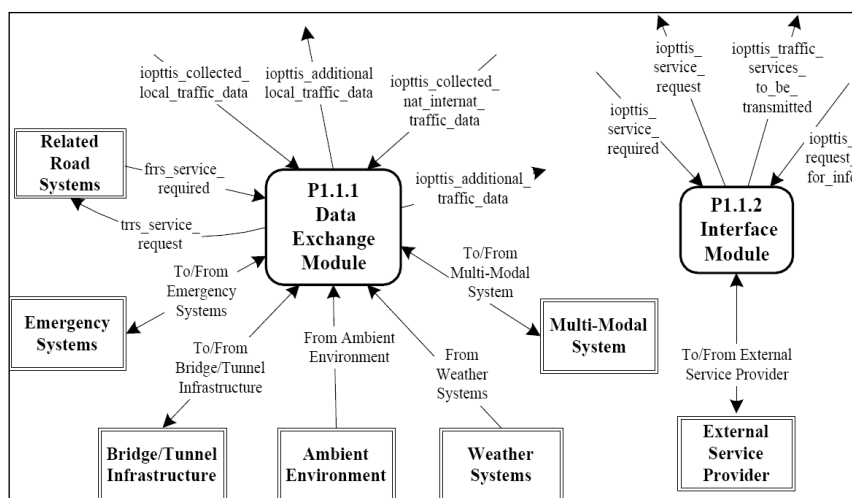 iopttis_collected_
local_traffic_data
iopttis_additional
local_traffic_data
iopttis_collected_
nat_internat_
traffic_data
iopttis_
service_
request
iopttis_traffic_
services_
to_be_
transmitted
iopttis_
service_
required
iopttis_
request_
for_info
Related
Road
Systems
frrs_service_
required
trrs_service_
request
P1.1.1
Data
Exchange
Module
iopttis_additional_
traffic_data
P1.1.2
Interface
Module
To/From
Emergency
Systems
To/From
Multi-Modal
System
Emergency
Systems
To/From
Bridge/Tunnel
Infrastructure
From Ambient
Environment
From
Weather
Systems
Multi-Modal
System
To/From External
Service Provider
Bridge/Tunnel
Infrastructure
Ambient
Environment
Weather
Systems
External
Service
Provider